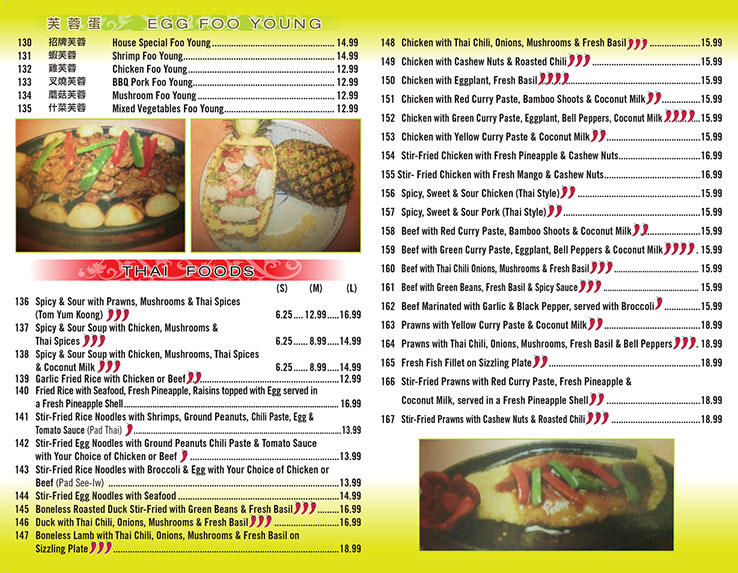 芙蓉蛋 EGG FOO YOUNG
130 招牌芙蓉 House Special Foo Young 14.99
131 蝦芙蓉 Shrimp Foo Young 14.99
132 雞芙蓉 Chicken Foo Young 12.99
133 叉燒芙蓉 BBQ Pork Foo Young 12.99
134 蘑菇芙蓉 Mushroom Foo Young 12.99
135 什菜芙蓉 Mixed Vegetables Foo Young 12.99
THAI FOODS
(S) (M) (L)
136 Spicy & Sour with Prawns, Mushrooms & Thai Spices
(Tom Yum Koong) 6.25 12.99 16.99
137 Spicy & Sour Soup with Chicken, Mushrooms &
Thai Spices 6.25 8.99 14.99
138 Spicy & Sour Soup with Chicken, Mushrooms, Thai Spices
& Coconut Milk 6.25 8.99 14.99
139 Garlic Fried Rice with Chicken or Beef 12.99
140 Fried Rice with Seafood, Fresh Pineapple, Raisins topped with Egg served in
a Fresh Pineapple Shell 16.99
141 Stir-Fried Rice Noodles with Shrimps, Ground Peanuts, Chili Paste, Egg &
Tomato Sauce (Pad Thai) 13.99
142 Stir-Fried Egg Noodles with Ground Peanuts Chili Paste & Tomato Sauce
with Your Choice of Chicken or Beef 13.99
143 Stir-Fried Rice Noodles with Broccoli & Egg with Your Choice of Chicken or
Beef (Pad See-Iw) 13.99
144 Stir-Fried Egg Noodles with Seafood 14.99
145 Boneless Roasted Duck Stir-Fried with Green Beans & Fresh Basil 16.99
146 Duck with Thai Chili, Onions, Mushrooms & Fresh Basil 16.99
147 Boneless Lamb with Thai Chili, Onions, Mushrooms & Fresh Basil on
Sizzling Plate 18.99
148 Chicken with Thai Chili, Onions, Mushrooms & Fresh Basil 15.99
149 Chicken with Cashew Nuts & Roasted Chili 15.99
150 Chicken with Eggplant, Fresh Basil 15.99
151 Chicken with Red Curry Paste, Bamboo Shoots & Coconut Milk 15.99
152 Chicken with Green Curry Paste, Eggplant, Bell Peppers, Coconut Milk 15.99
153 Chicken with Yellow Curry Paste & Coconut Milk 15.99
154 Stir-Fried Chicken with Fresh Pineapple & Cashew Nuts 16.99
155 Stir- Fried Chicken with Fresh Mango & Cashew Nuts 16.99
156 Spicy, Sweet & Sour Chicken (Thai Style) 15.99
157 Spicy, Sweet & Sour Pork (Thai Style) 15.99
158 Beef with Red Curry Paste, Bamboo Shoots & Coconut Milk 15.99
159 Beef with Green Curry Paste, Eggplant, Bell Peppers & Coconut Milk 15.99
160 Beef with Thai Chili Onions, Mushrooms & Fresh Basil 15.99
161 Beef with Green Beans, Fresh Basil & Spicy Sauce 15.99
162 Beef Marinated with Garlic & Black Pepper, served with Broccoli 15.99
163 Prawns with Yellow Curry Paste & Coconut Milk 18.99
164 Prawns with Thai Chili, Onions, Mushrooms, Fresh Basil & Bell Peppers 18.99
165 Fresh Fish Fillet on Sizzling Plate 18.99
166 Stir-Fried Prawns with Red Curry Paste, Fresh Pineapple &
Coconut Milk, served in a Fresh Pineapple Shell 18.99
167 Stir-Fried Prawns with Cashew Nuts & Roasted Chili 18.99